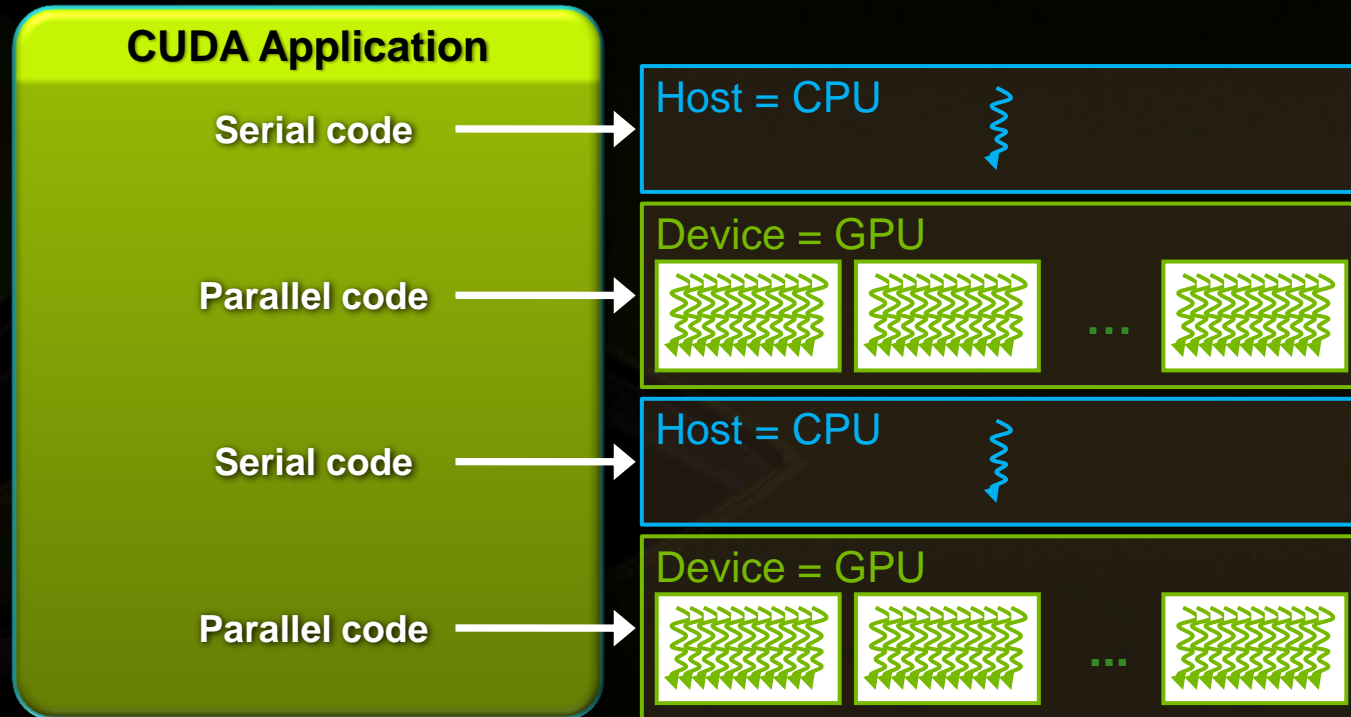 CUDA Application
Serial code
Host = CPU
Parallel code
Device = GPU
...
Serial code
Host = CPU
Parallel code
Device = GPU
...